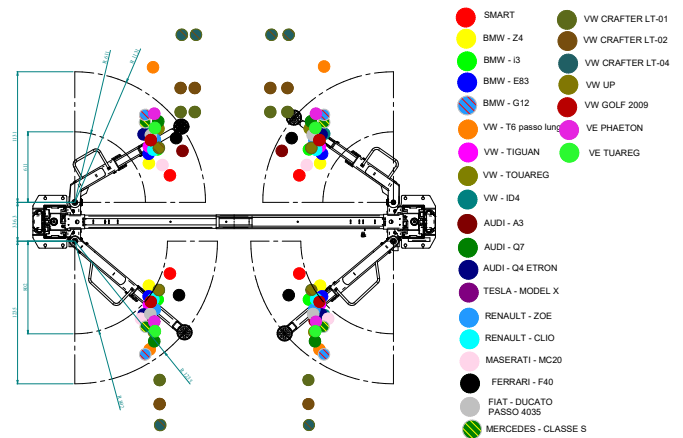 SMART
BMW - Z4
BMW - i3
BMW - E83
BMW - G12
VW - T6 passo lung
VW - TIGUAN
VW - TOUAREG
VW - ID4
AUDI - A3
AUDI - Q7
AUDI - Q4 ETRON
TESLA - MODEL X
RENAULT - ZOE
RENAULT - CLIO
MASERATI - MC20
FERRARI - F40
FIAT - DUCATO
PASSO 4035
MERCEDES - CLASSE S
VW CRAFTER LT-01
VW CRAFTER LT-02
VW CRAFTER LT-04
VW UP
VW GOLF 2009
VE PHAETON
VE TUAREG